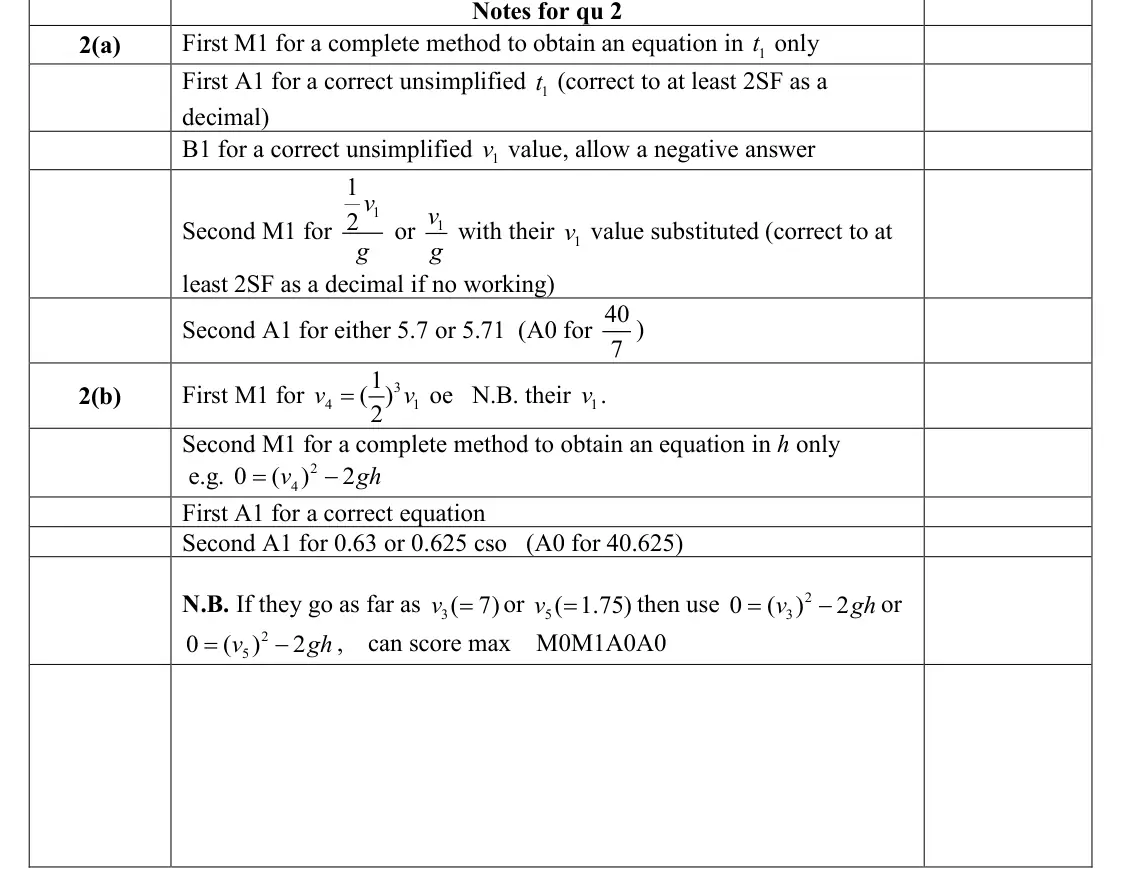 Notes for qu 2
2(a) First M1 for a complete method to obtain an equation in t₁ only
First A1 for a correct unsimplified t₁ (correct to at least 2SF as a
decimal)
B1 for a correct unsimplified v₁ value, allow a negative answer
Second M1 for (1/2 v₁)/g or v₁/g with their v₁ value substituted (correct to at
least 2SF as a decimal if no working)
Second A1 for either 5.7 or 5.71 (A0 for 40/7)
2(b) First M1 for v₄ = (1/2)³v₁ oe N.B. their v₁.
Second M1 for a complete method to obtain an equation in h only
e.g. 0 = (v₄)² − 2gh
First A1 for a correct equation
Second A1 for 0.63 or 0.625 cso (A0 for 40.625)
N.B. If they go as far as v₃(= 7) or v₅(= 1.75) then use 0 = (v₃)² − 2gh or
0 = (v₅)² − 2gh, can score max M0M1A0A0